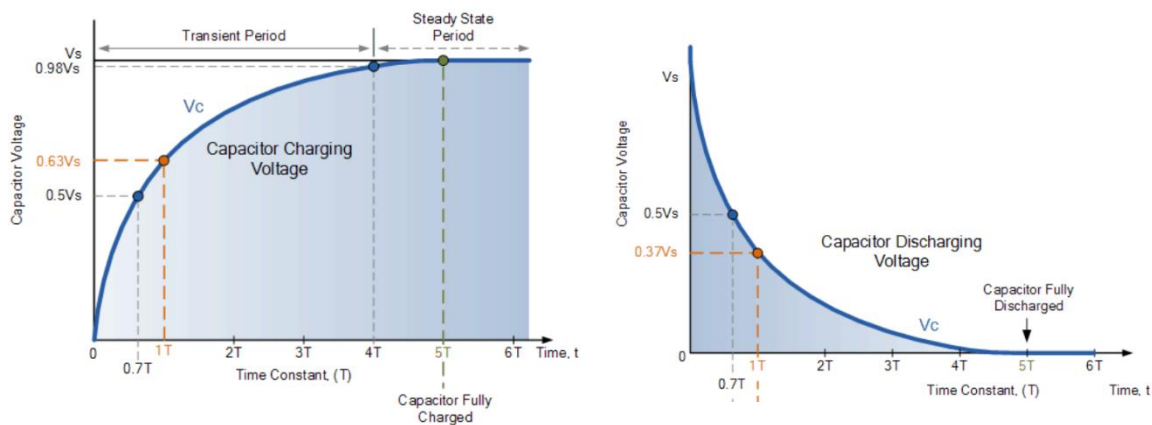 Transient Period
Steady State
Period
Vs
0.98Vs
Vc
Capacitor Charging
Voltage
0.63Vs
0.5Vs
Capacitor Voltage
0
0.7T
1T
2T
3T
4T
5T
6T
Time, t
Time Constant, (T)
Capacitor Fully
Charged
Vs
Capacitor Voltage
0.5Vs
0.37Vs
Capacitor Discharging
Voltage
Capacitor Fully
Discharged
Vc
0
0.7T
1T
2T
3T
4T
5T
6T
Time Constant, (T)
Time, t